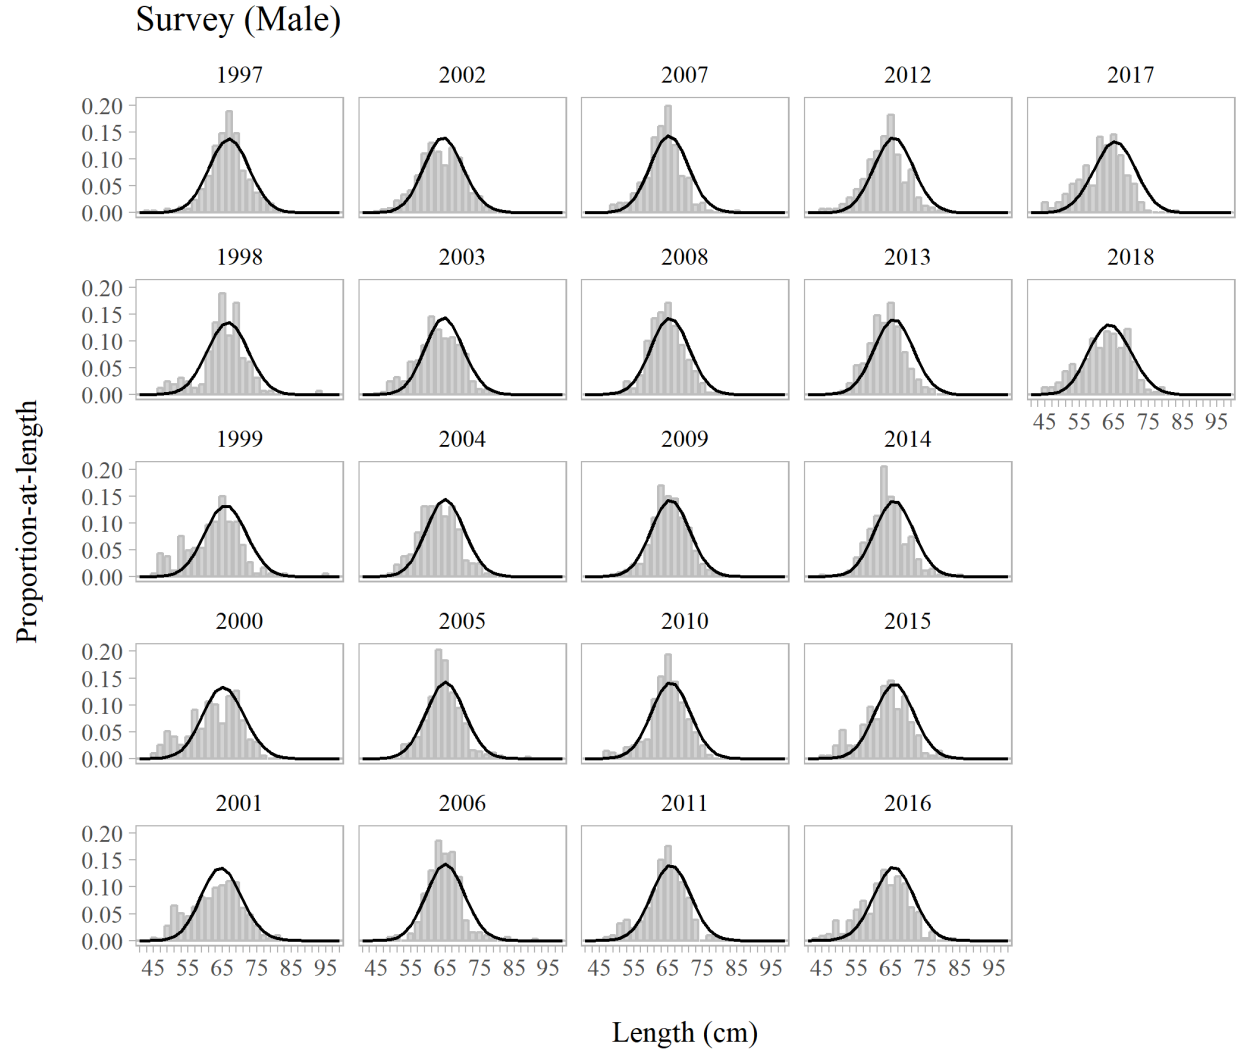 Survey (Male)
1997 2002 2007 2012 2017
0.20
0.15
0.10
0.05
0.00
1998 2003 2008 2013 2018
0.20
0.15
0.10
0.05
0.00
45 55 65 75 85 95
1999 2004 2009 2014
0.20
0.15
0.10
0.05
0.00
2000 2005 2010 2015
0.20
0.15
0.10
0.05
0.00
2001 2006 2011 2016
0.20
0.15
0.10
0.05
0.00
45 55 65 75 85 95 45 55 65 75 85 95 45 55 65 75 85 95 45 55 65 75 85 95
Proportion-at-length
Length (cm)